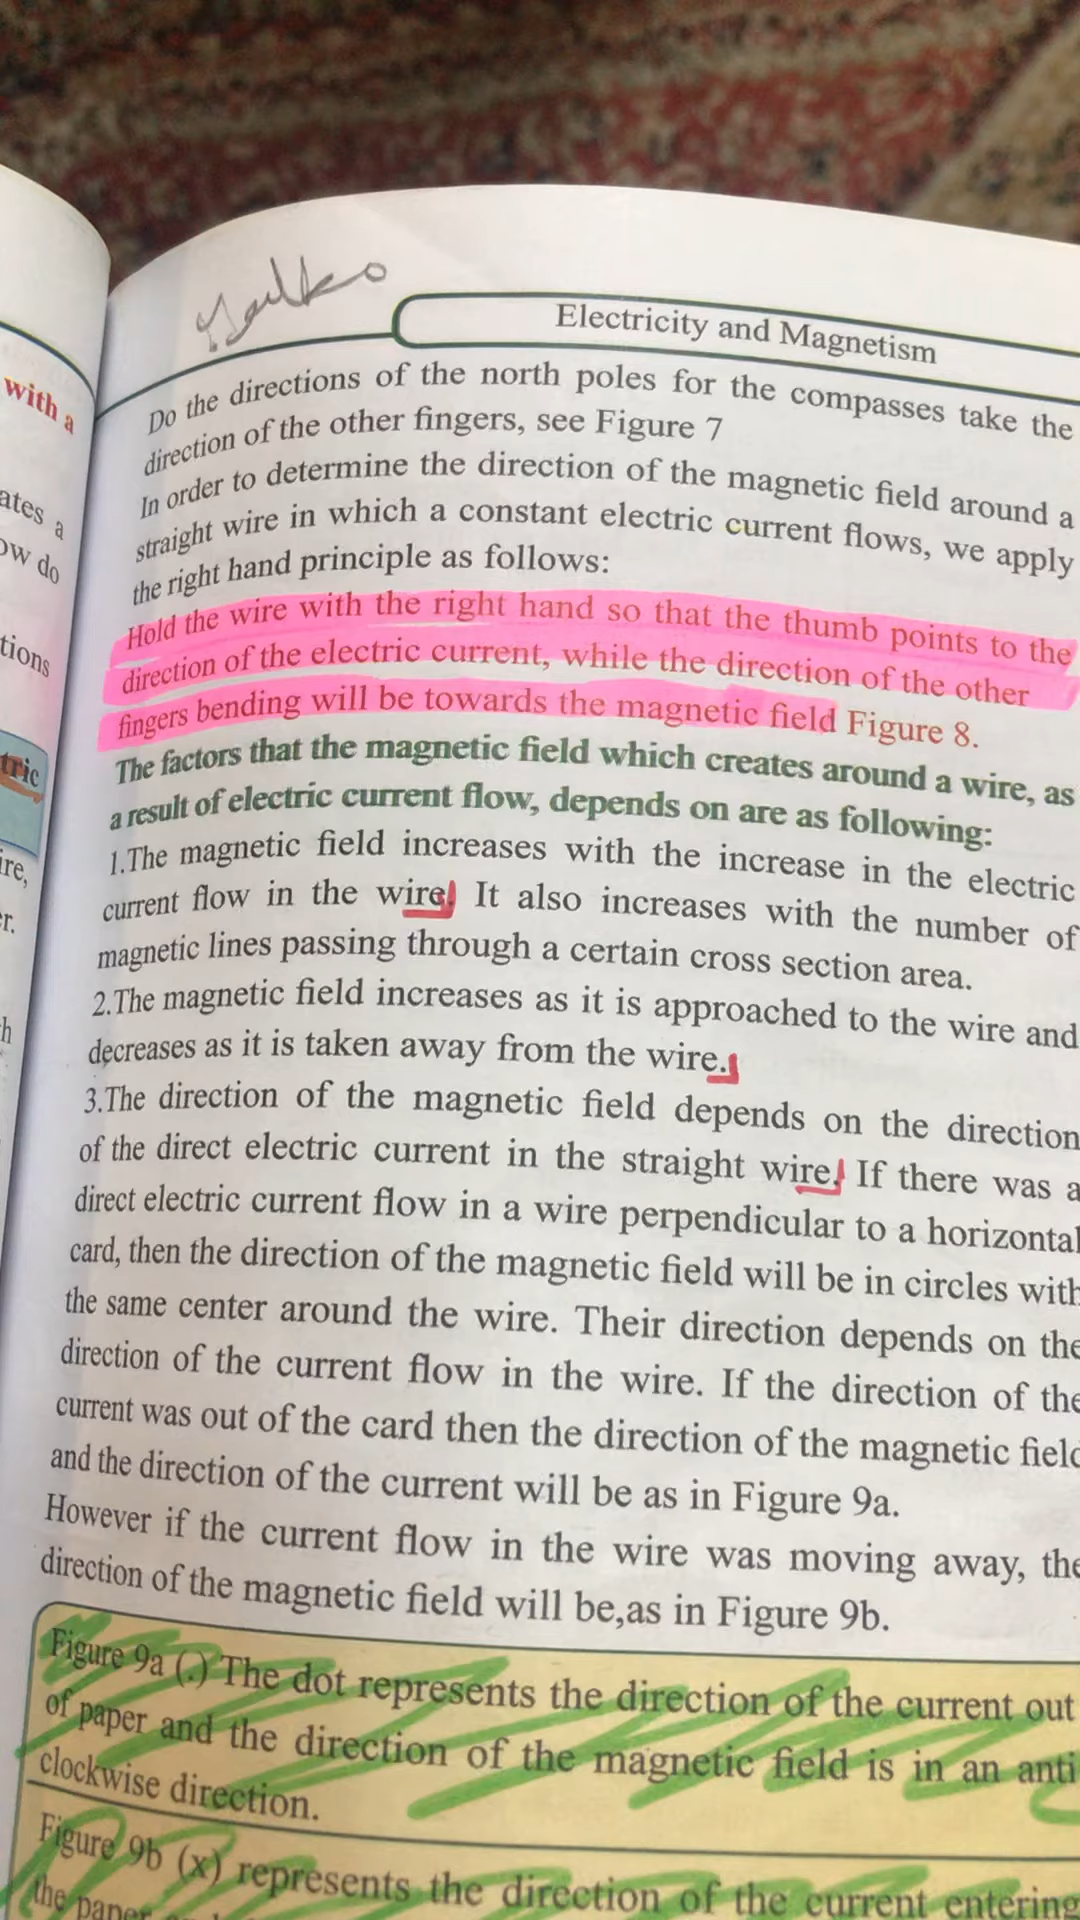 Electricity and Magnetism
Do the directions of the north poles for the compasses take the
direction of the other fingers, see Figure 7
In order to determine the direction of the magnetic field around a
straight wire in which a constant electric current flows, we apply
the right hand principle as follows:
Hold the wire with the right hand so that the thumb points to the
direction of the electric current, while the direction of the other
fingers bending will be towards the magnetic field Figure 8.
The factors that the magnetic field which creates around a wire, as
a result of electric current flow, depends on are as following:
1.The magnetic field increases with the increase in the electric
current flow in the wire. It also increases with the number of
magnetic lines passing through a certain cross section area.
2.The magnetic field increases as it is approached to the wire and
decreases as it is taken away from the wire.
3.The direction of the magnetic field depends on the direction
of the direct electric current in the straight wire. If there was a
direct electric current flow in a wire perpendicular to a horizontal
card, then the direction of the magnetic field will be in circles with
the same center around the wire. Their direction depends on the
direction of the current flow in the wire. If the direction of the
current was out of the card then the direction of the magnetic field
and the direction of the current will be as in Figure 9a.
However if the current flow in the wire was moving away, the
direction of the magnetic field will be,as in Figure 9b.
Figure 9a (.) The dot represents the direction of the current out
of paper and the direction of the magnetic field is in an anti
clockwise direction.
Figure 9b (x) represents the direction of the current entering
the paper
with a
ates a
ow do
tions
tric
ire,
er.